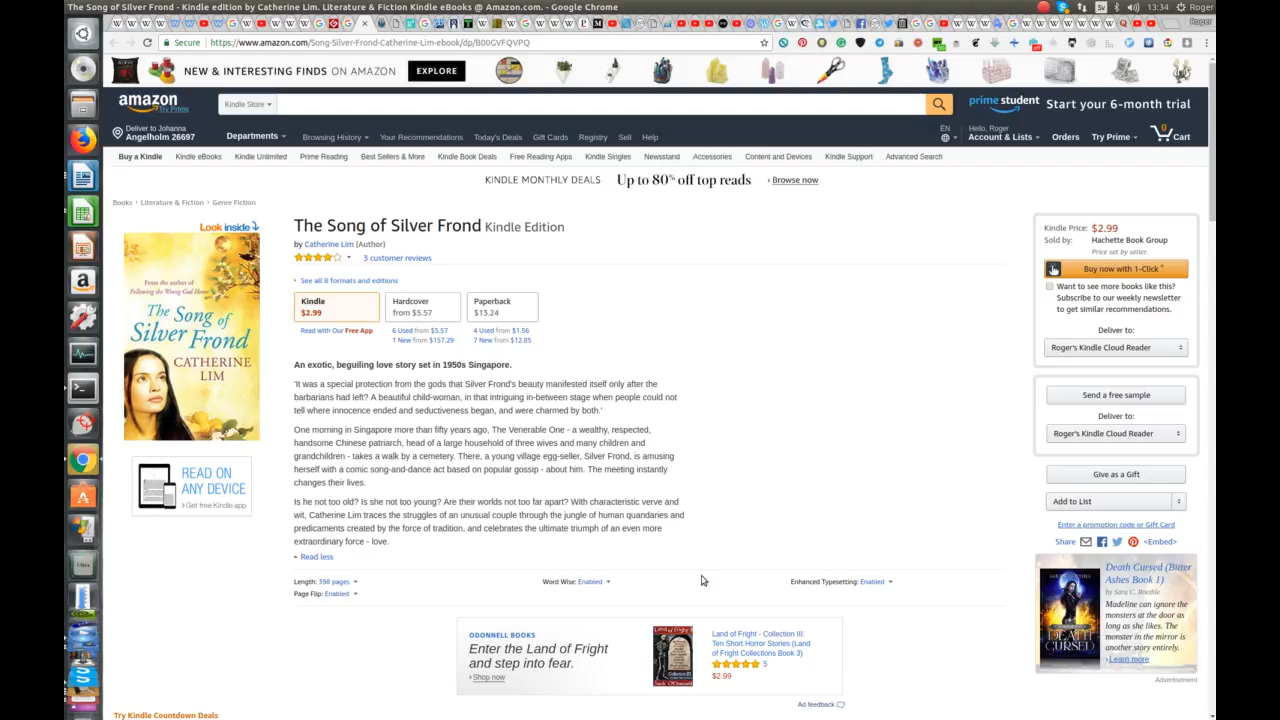 The Song of Silver Frond - Kindle edition by Catherine Lim. Literature & Fiction Kindle eBooks @ Amazon.com. - Google Chrome
Sv
13:34
Roger
Roger
Secure
https://www.amazon.com/Song-Silver-Frond-Catherine-Lim-ebook/dp/B00GVFQVPQ
NEW & INTERESTING FINDS ON AMAZON
EXPLORE
amazon
Try Prime
Kindle Store
prime student
Start your 6-month trial
Deliver to Johanna
Angelholm 26697
Departments
Browsing History
Your Recommendations
Today's Deals
Gift Cards
Registry
Sell
Help
EN
Hello, Roger
Account & Lists
Orders
Try Prime
0
Cart
Buy a Kindle
Kindle eBooks
Kindle Unlimited
Prime Reading
Best Sellers & More
Kindle Book Deals
Free Reading Apps
Kindle Singles
Newsstand
Accessories
Content and Devices
Kindle Support
Advanced Search
KINDLE MONTHLY DEALS
Up to 80% off top reads
› Browse now
Books › Literature & Fiction › Genre Fiction
Look inside
From the author of
Following the Wrong God Home
The Song of
Silver Frond
CATHERINE
LIM
READ ON
ANY DEVICE
› Get free Kindle app
The Song of Silver Frond Kindle Edition
by Catherine Lim (Author)
3 customer reviews
› See all 8 formats and editions
Kindle
$2.99
Hardcover
from $5.57
Paperback
$13.24
Read with Our Free App
6 Used from $5.57
1 New from $157.29
4 Used from $1.56
7 New from $12.85
An exotic, beguiling love story set in 1950s Singapore.
'It was a special protection from the gods that Silver Frond's beauty manifested itself only after the
barbarians had left? A beautiful child-woman, in that intriguing in-between stage when people could not
tell where innocence ended and seductiveness began, and were charmed by both.'
One morning in Singapore more than fifty years ago, The Venerable One - a wealthy, respected,
handsome Chinese patriarch, head of a large household of three wives and many children and
grandchildren - takes a walk by a cemetery. There, a young village egg-seller, Silver Frond, is amusing
herself with a comic song-and-dance act based on popular gossip - about him. The meeting instantly
changes their lives.
Is he not too old? Is she not too young? Are their worlds not too far apart? With characteristic verve and
wit, Catherine Lim traces the struggles of an unusual couple through the jungle of human quandaries and
predicaments created by the force of tradition, and celebrates the ultimate triumph of an even more
extraordinary force - love.
Read less
Length: 398 pages
Word Wise: Enabled
Enhanced Typesetting: Enabled
Page Flip: Enabled
Kindle Price: $2.99
Sold by: Hachette Book Group
Price set by seller.
Buy now with 1-Click ®
Want to see more books like this?
Subscribe to our weekly newsletter
to get similar recommendations.
Deliver to:
Roger's Kindle Cloud Reader
Send a free sample
Deliver to:
Roger's Kindle Cloud Reader
Give as a Gift
Add to List
Enter a promotion code or Gift Card
Share
<Embed>
DEATH
CURSED
Death Cursed (Bitter
Ashes Book 1)
by Sara C. Roethle
Madeline can ignore the
monsters at the door as
long as she likes. The
monster in the mirror is
another story entirely.
›Learn more
Advertisement
ODONNELL BOOKS
Enter the Land of Fright
and step into fear.
›Shop now
Land of Fright - Collection III:
Ten Short Horror Stories (Land
of Fright Collections Book 3)
5
$2.99
Ad feedback
Try Kindle Countdown Deals